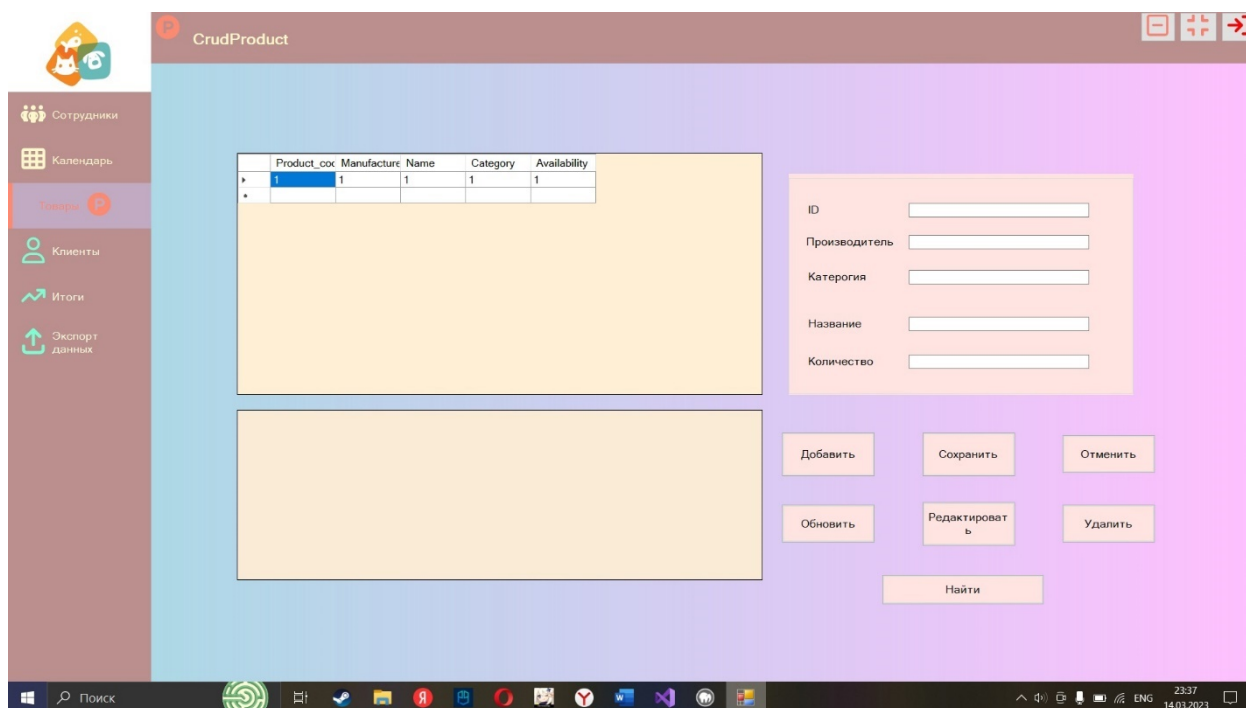 P CrudProduct
Сотрудники
Календарь
Товары P
Клиенты
Итоги
Экспорт
данных
Product_coc Manufacture Name Category Availability
1 1 1 1 1
ID
Производитель
Катерогия
Название
Количество
Добавить Сохранить Отменить
Обновить Редактироват
ь Удалить
Найти
Поиск
ENG
23:37
14.03.2023